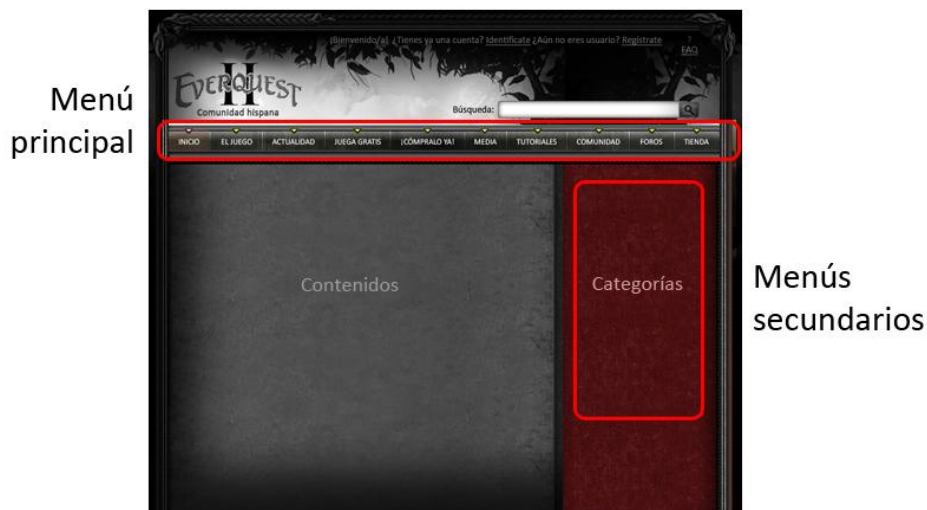 ¡Bienvenido/a! ¿Tienes ya una cuenta? Identifícate ¿Aún no eres usuario? Regístrate
?
FAQ
EVERQUEST
II
Comunidad hispana
Búsqueda:
Menú
principal
INICIO EL JUEGO ACTUALIDAD JUEGA GRATIS ¡CÓMPRALO YA! MEDIA TUTORIALES COMUNIDAD FOROS TIENDA
Contenidos
Categorías
Menús
secundarios